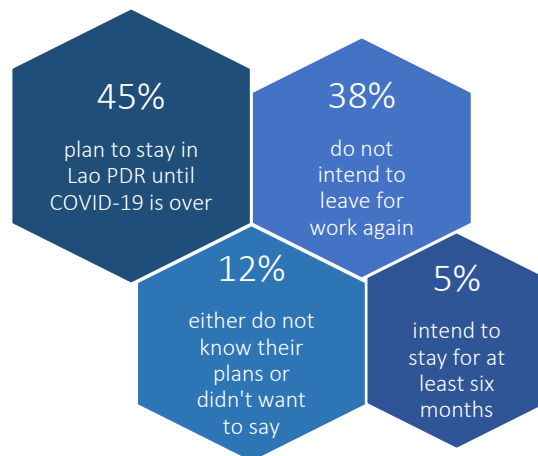 45%
plan to stay in
Lao PDR until
COVID-19 is over
38%
do not
intend to
leave for
work again
12%
either do not
know their
plans or
didn't want
to say
5%
intend to
stay for at
least six
months